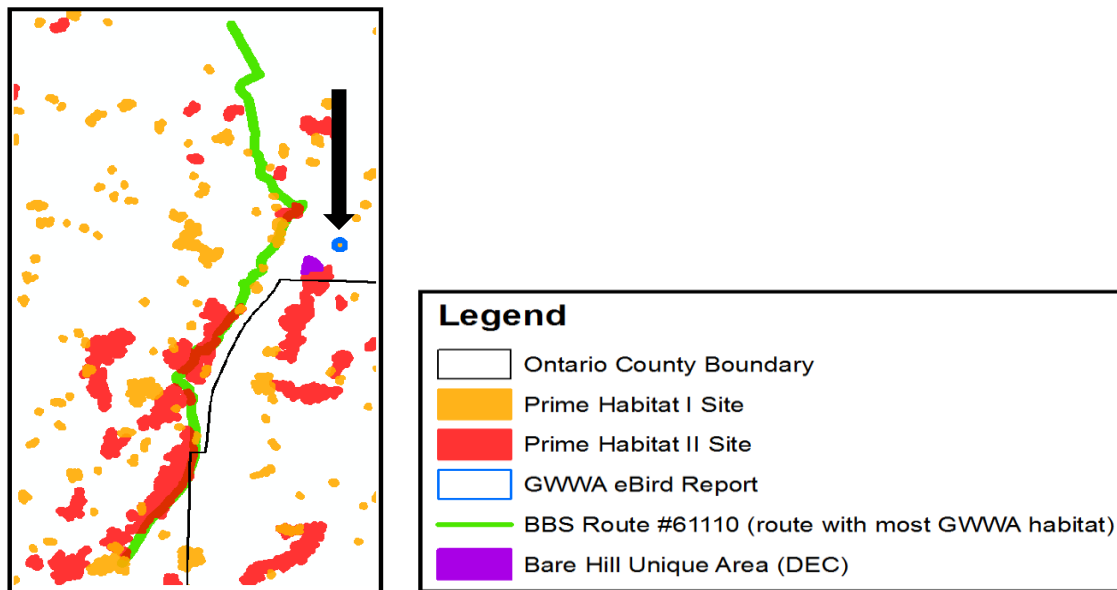 Legend
Ontario County Boundary
Prime Habitat I Site
Prime Habitat II Site
GWWA eBird Report
BBS Route #61110 (route with most GWWA habitat)
Bare Hill Unique Area (DEC)